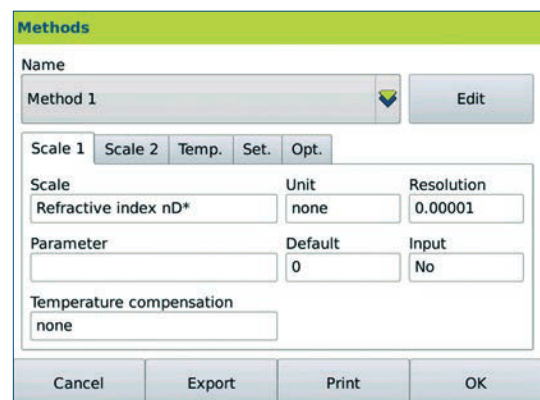 Methods
Name
Method 1
Edit
Scale 1 Scale 2 Temp. Set. Opt.
Scale Unit Resolution
Refractive index nD* none 0.00001
Parameter Default Input
0 No
Temperature compensation
none
Cancel Export Print OK